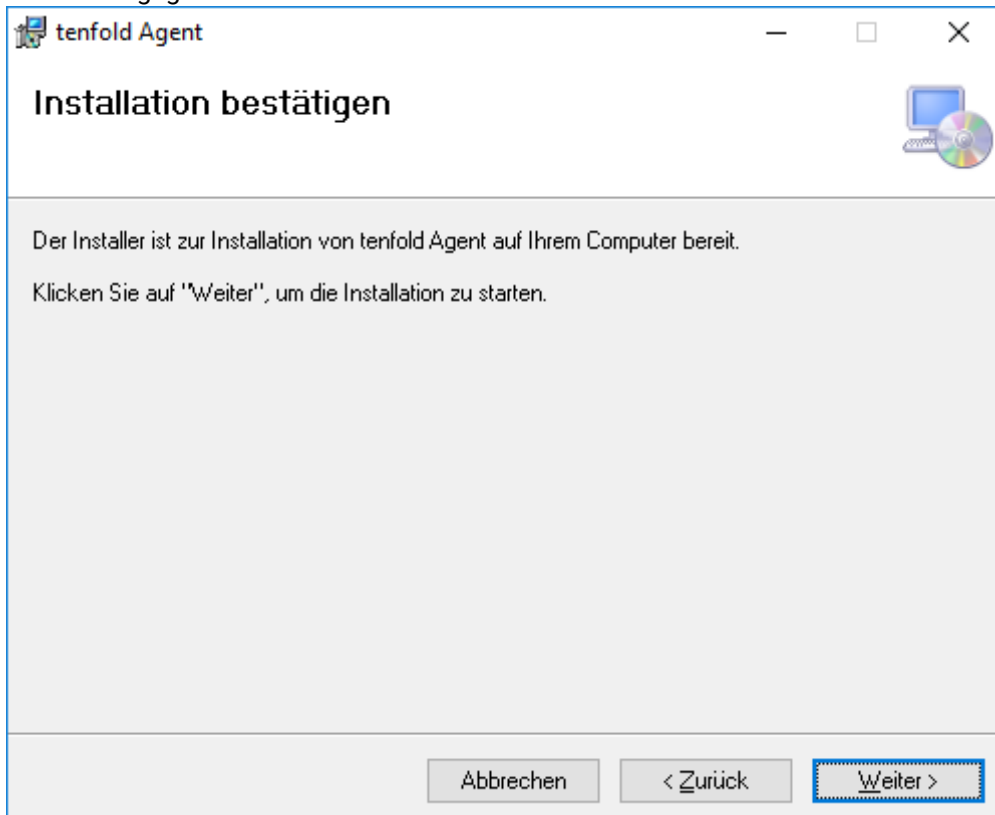 tenfold Agent
Installation bestätigen
Der Installer ist zur Installation von tenfold Agent auf Ihrem Computer bereit.
Klicken Sie auf "Weiter", um die Installation zu starten.
Abbrechen
< Zurück
Weiter >